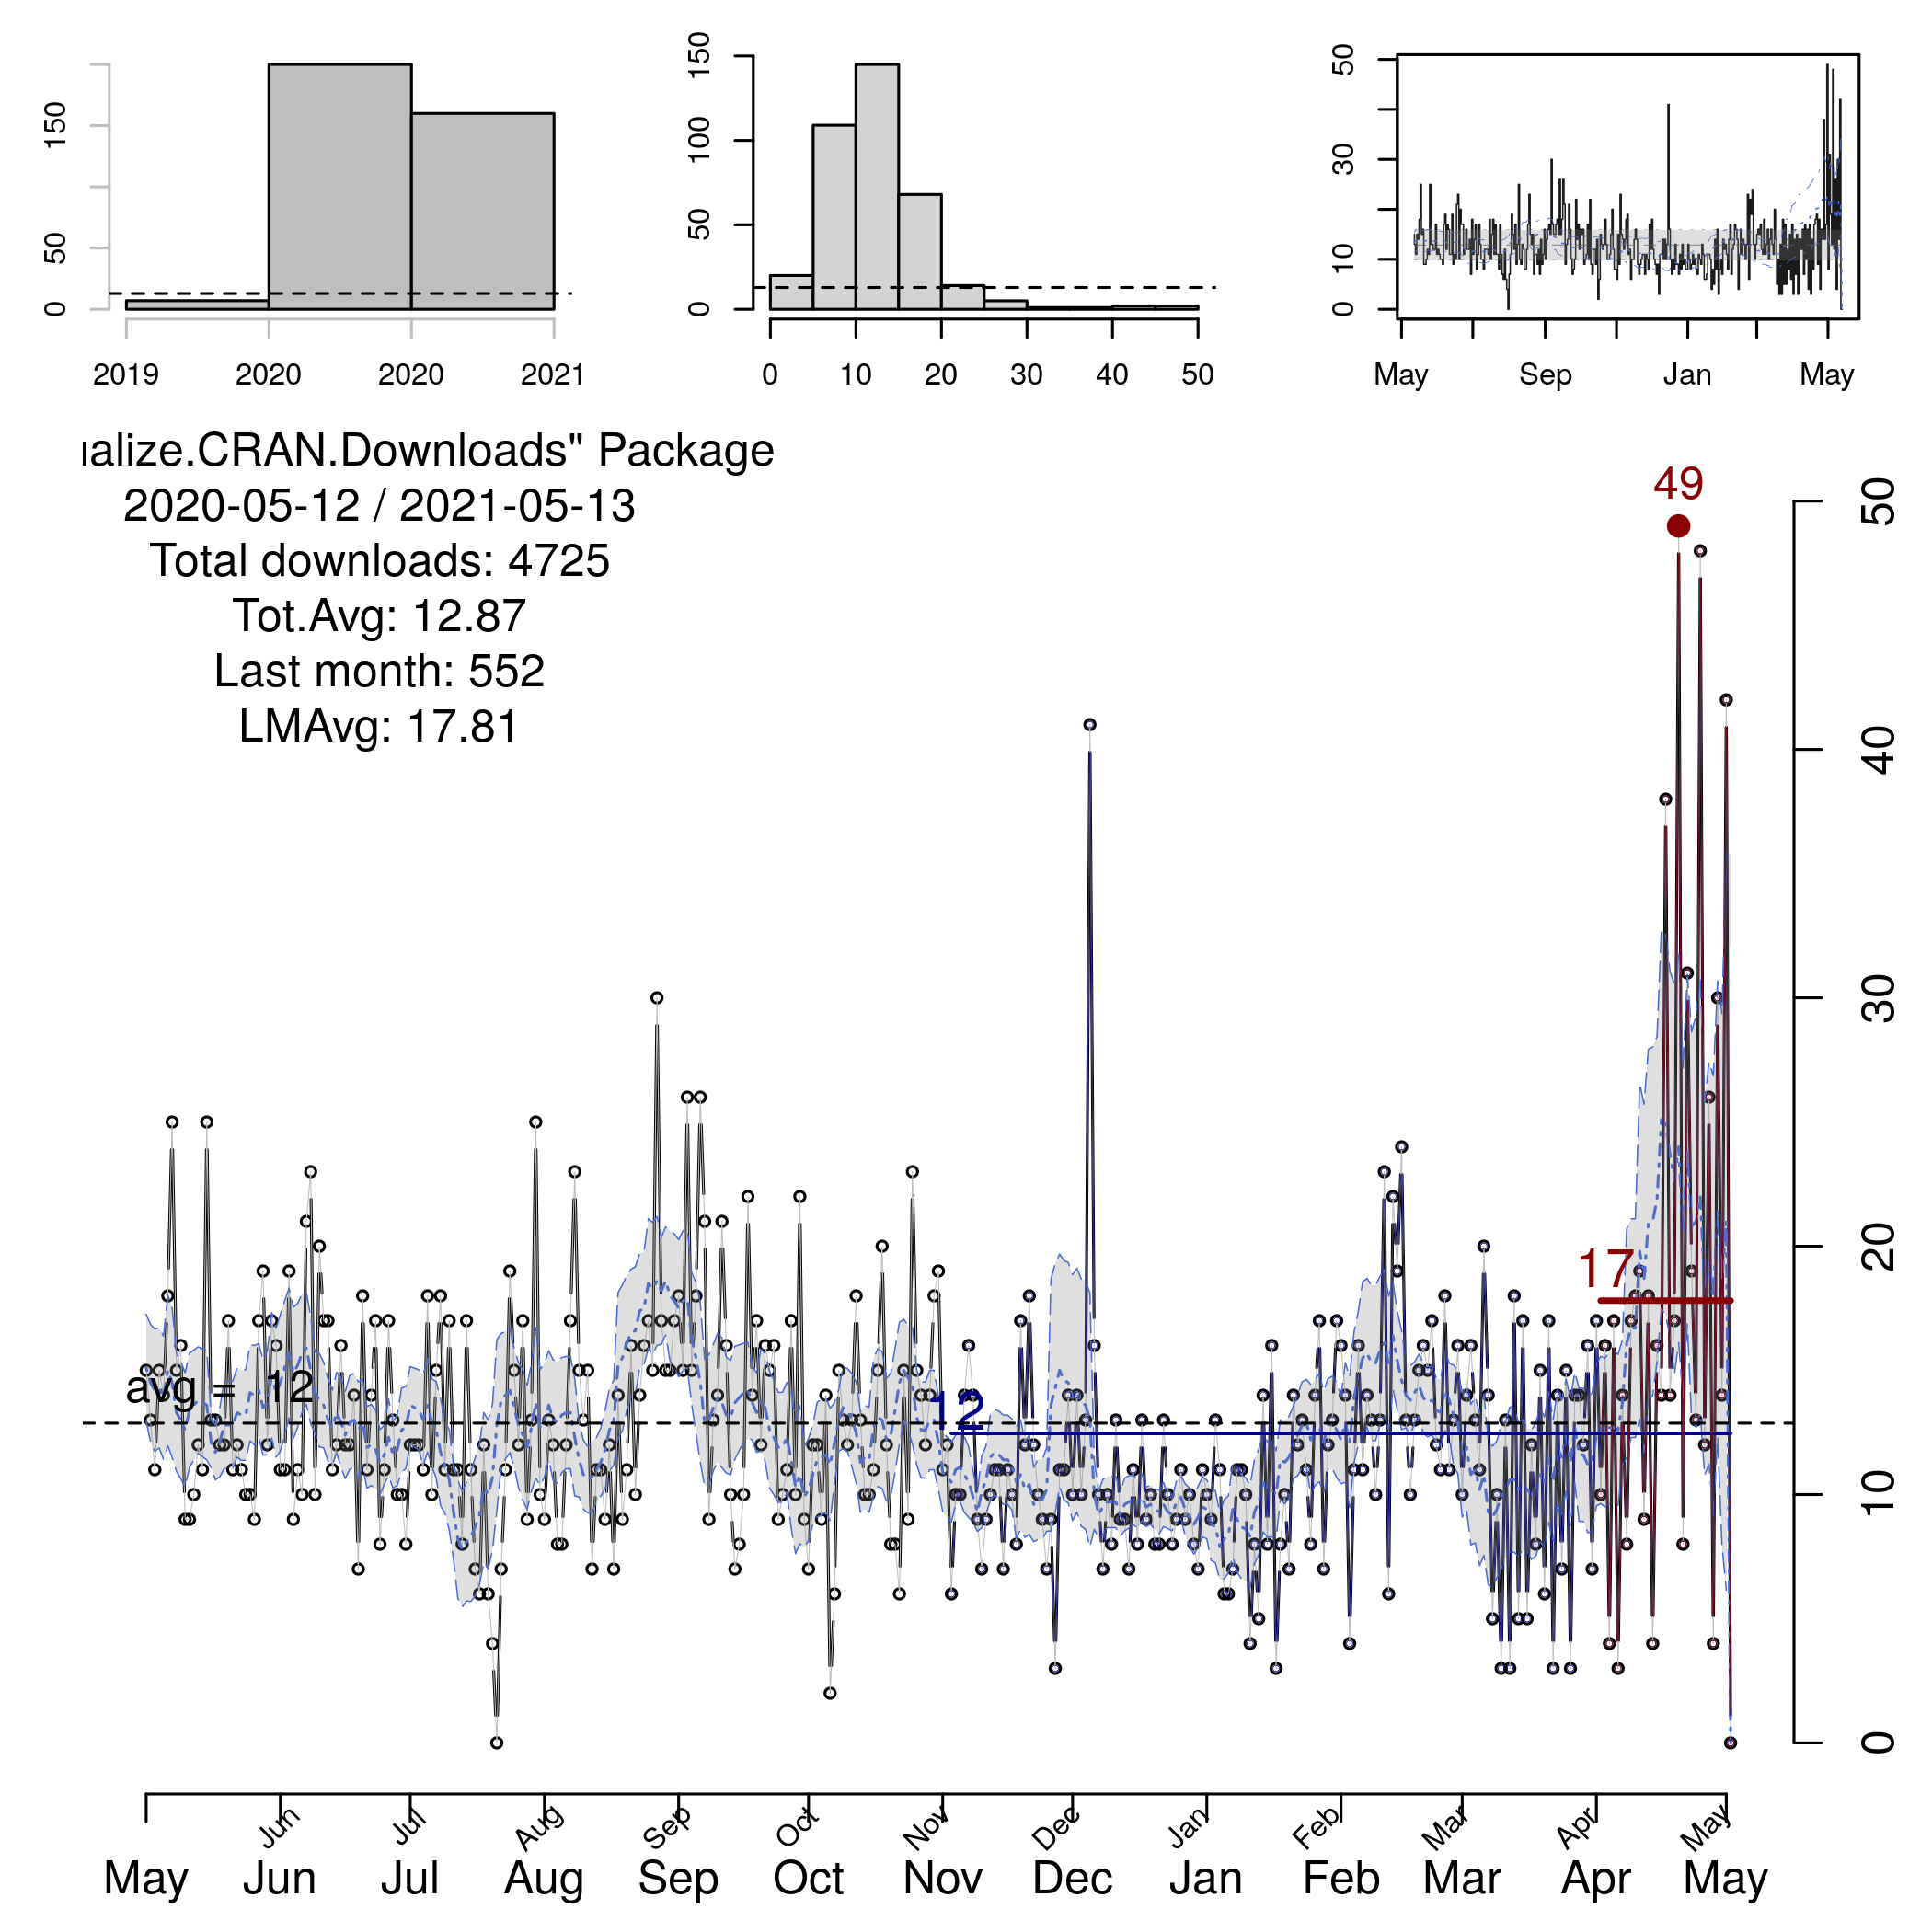 0 50 150
2019 2020 2020 2021
0 50 100 150
0 10 20 30 40 50
0 10 30 50
May Sep Jan May
alize.CRAN.Downloads" Package
2020-05-12 / 2021-05-13
Total downloads: 4725
Tot.Avg: 12.87
Last month: 552
LMAvg: 17.81
49
17
avg = 12
12
0 10 20 30 40 50
Jun Jul Aug Sep Oct Nov Dec Jan Feb Mar Apr May
May Jun Jul Aug Sep Oct Nov Dec Jan Feb Mar Apr May